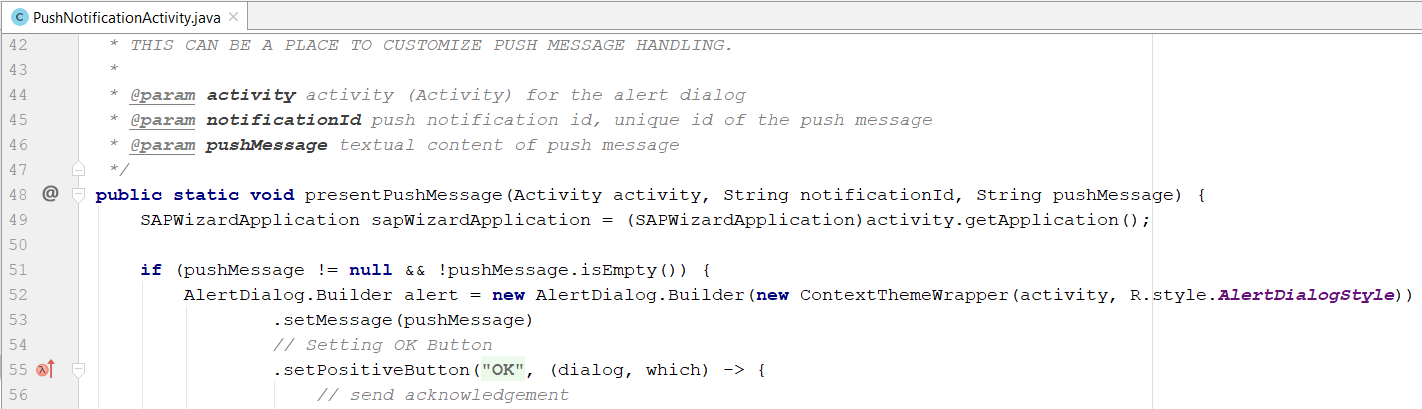 PushNotificationActivity.java
42 * THIS CAN BE A PLACE TO CUSTOMIZE PUSH MESSAGE HANDLING.
43 *
44 * @param activity activity (Activity) for the alert dialog
45 * @param notificationId push notification id, unique id of the push message
46 * @param pushMessage textual content of push message
47 */
48 @ public static void presentPushMessage(Activity activity, String notificationId, String pushMessage) {
49 SAPWizardApplication sapWizardApplication = (SAPWizardApplication)activity.getApplication();
50
51 if (pushMessage != null && !pushMessage.isEmpty()) {
52 AlertDialog.Builder alert = new AlertDialog.Builder(new ContextThemeWrapper(activity, R.style.AlertDialogStyle))
53 .setMessage(pushMessage)
54 // Setting OK Button
55 .setPositiveButton("OK", (dialog, which) -> {
56 // send acknowledgement